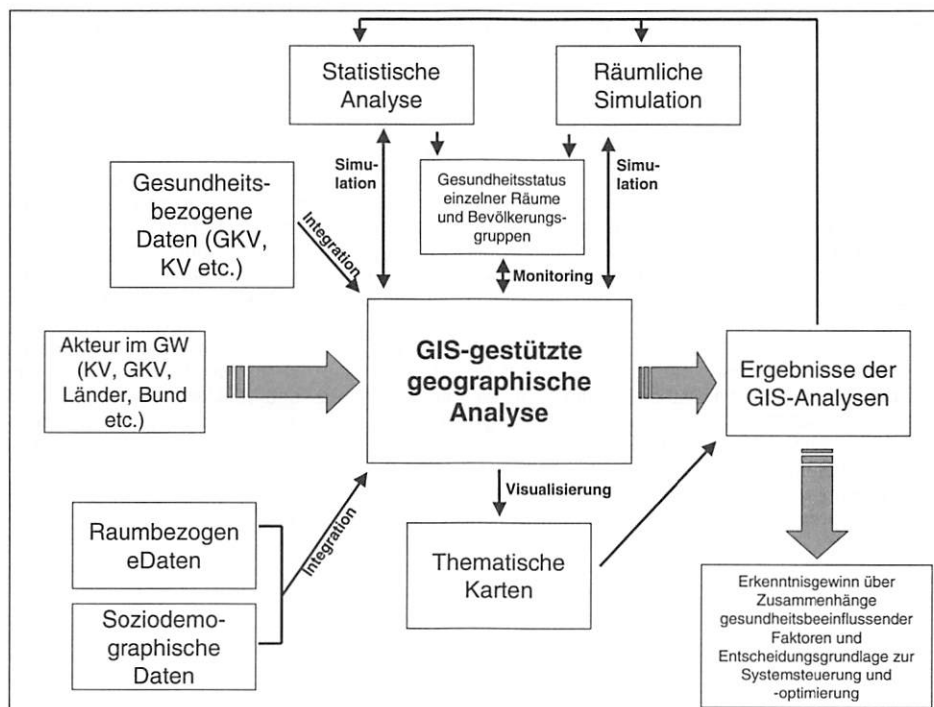 Statistische
Analyse
Räumliche
Simulation
Simu-
lation
Gesundheitsstatus
einzelner Räume
und Bevölkerungs-
gruppen
Simu-
lation
Gesundheits-
bezogene
Daten (GKV,
KV etc.)
Integration
Monitoring
Akteur im GW
(KV, GKV,
Länder, Bund
etc.)
GIS-gestützte
geographische
Analyse
Ergebnisse der
GIS-Analysen
Visualisierung
Integration
Raumbezogen
eDaten
Soziodemo-
graphische
Daten
Thematische
Karten
Erkenntnisgewinn über
Zusammenhänge
gesundheitsbeeinflussender
Faktoren und
Entscheidungsgrundlage zur
Systemsteuerung und
-optimierung